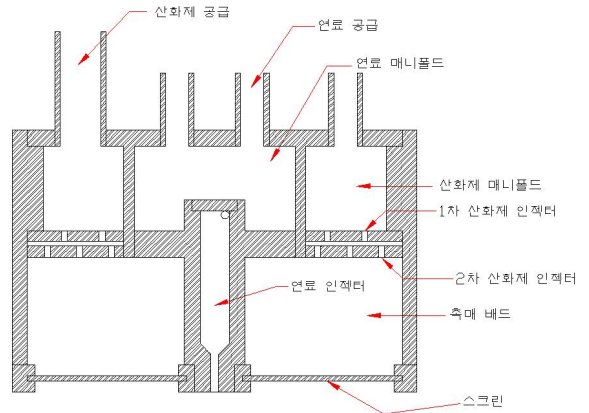 산화제 공급
연료 공급
연료 매니폴드
산화제 매니폴드
1차 산화제 인젝터
2차 산화제 인젝터
연료 인젝터
촉매 배드
스크린